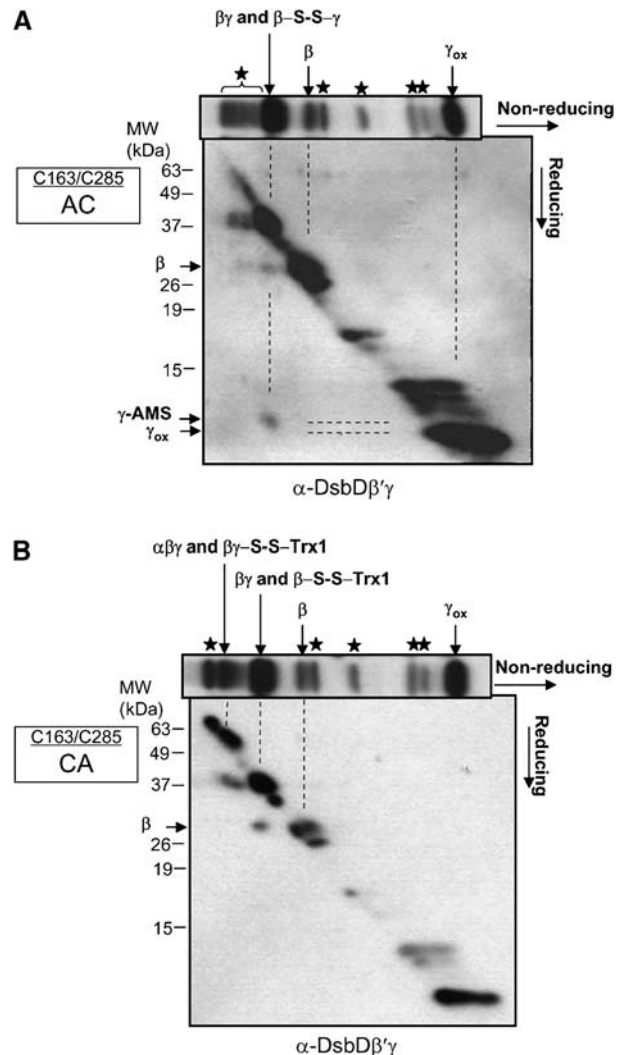 A
βγ and β–S-S–γ
β
γox
★ ★ ★ ★★
Non-reducing
MW
(kDa)
Reducing
C163/C285
AC
63
49
37
β
26
19
15
γ-AMS
γox
α-DsbDβ'γ
B
αβγ and βγ–S-S–Trx1
βγ and β–S-S–Trx1
β
γox
★ ★ ★ ★★
Non-reducing
MW
(kDa)
Reducing
C163/C285
CA
63
49
37
β
26
19
15
α-DsbDβ'γ